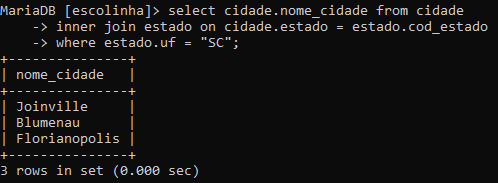 MariaDB [escolinha]> select cidade.nome_cidade from cidade
    -> inner join estado on cidade.estado = estado.cod_estado
    -> where estado.uf = "SC";
+---------------+
| nome_cidade   |
+---------------+
| Joinville     |
| Blumenau      |
| Florianopolis |
+---------------+
3 rows in set (0.000 sec)